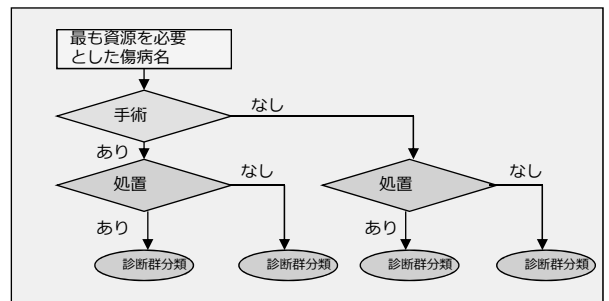 最も資源を必要
とした傷病名
手術
なし
あり
処置
なし
処置
なし
あり
あり
診断群分類
診断群分類
診断群分類
診断群分類